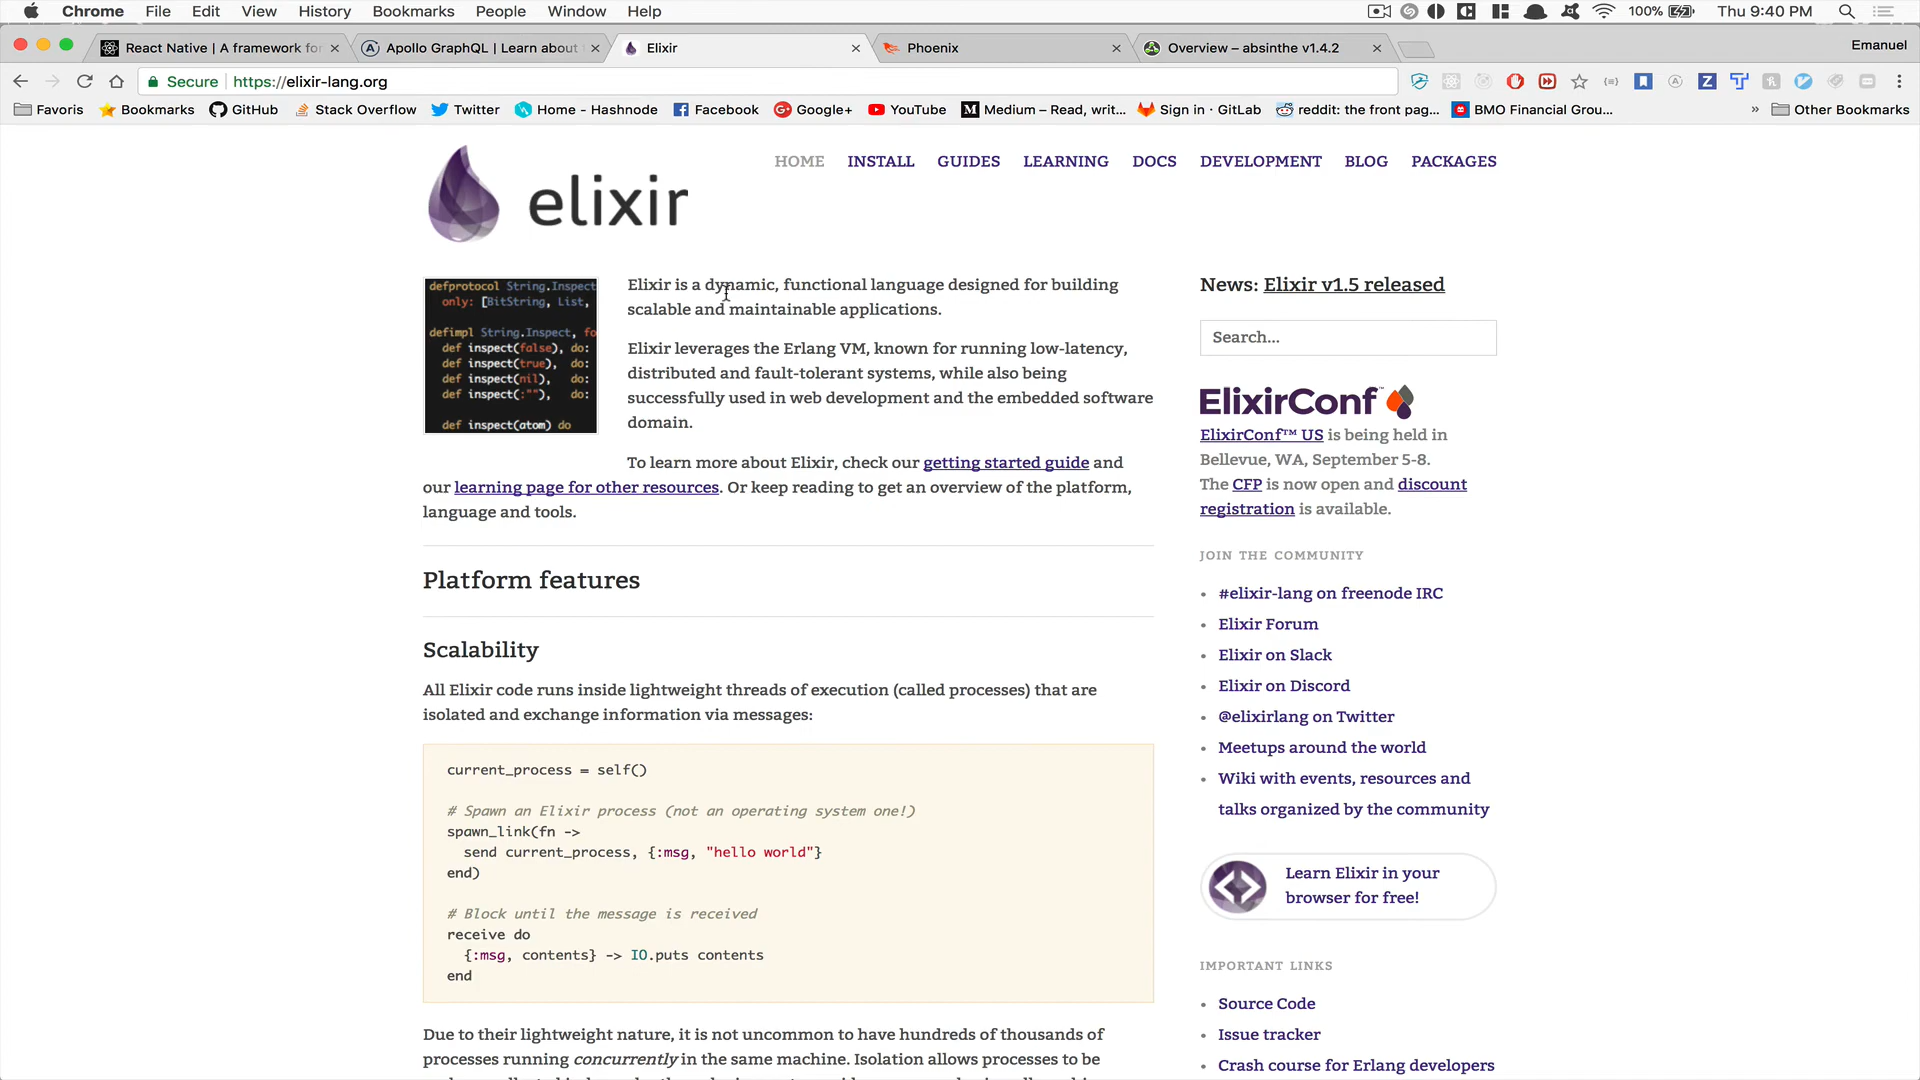 Chrome File Edit View History Bookmarks People Window Help 100% Thu 9:40 PM
React Native | A framework for Apollo GraphQL | Learn about Elixir Phoenix Overview – absinthe v1.4.2 Emanuel
Secure https://elixir-lang.org
Favoris Bookmarks GitHub Stack Overflow Twitter Home - Hashnode Facebook Google+ YouTube Medium – Read, writ... Sign in · GitLab reddit: the front pag... BMO Financial Grou... » Other Bookmarks
elixir
HOME INSTALL GUIDES LEARNING DOCS DEVELOPMENT BLOG PACKAGES
defprotocol String.Inspect
only: [BitString, List,
defimpl String.Inspect, fo
def inspect(false), do:
def inspect(true), do:
def inspect(nil), do:
def inspect(:""), do:
def inspect(atom) do
Elixir is a dynamic, functional language designed for building
scalable and maintainable applications.
Elixir leverages the Erlang VM, known for running low-latency,
distributed and fault-tolerant systems, while also being
successfully used in web development and the embedded software
domain.
To learn more about Elixir, check our getting started guide and
our learning page for other resources. Or keep reading to get an overview of the platform,
language and tools.
Platform features
Scalability
All Elixir code runs inside lightweight threads of execution (called processes) that are
isolated and exchange information via messages:
current_process = self()
# Spawn an Elixir process (not an operating system one!)
spawn_link(fn ->
send current_process, {:msg, "hello world"}
end)
# Block until the message is received
receive do
{:msg, contents} -> IO.puts contents
end
Due to their lightweight nature, it is not uncommon to have hundreds of thousands of
processes running concurrently in the same machine. Isolation allows processes to be
News: Elixir v1.5 released
Search...
ElixirConf™
ElixirConf™ US is being held in
Bellevue, WA, September 5-8.
The CFP is now open and discount
registration is available.
JOIN THE COMMUNITY
#elixir-lang on freenode IRC
Elixir Forum
Elixir on Slack
Elixir on Discord
@elixirlang on Twitter
Meetups around the world
Wiki with events, resources and
talks organized by the community
Learn Elixir in your
browser for free!
IMPORTANT LINKS
Source Code
Issue tracker
Crash course for Erlang developers